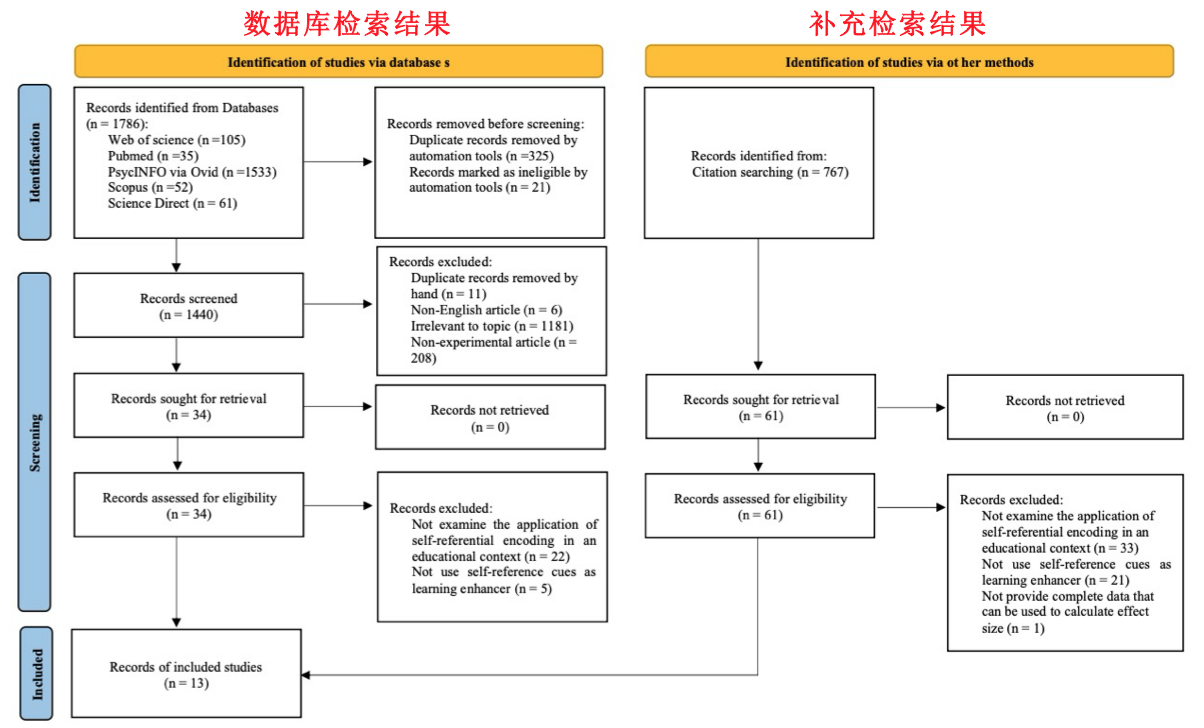 数据库检索结果
补充检索结果
Identification of studies via database s
Identification of studies via ot her methods
Identification
Records identified from Databases
(n = 1786):
Web of science (n =105)
Pubmed (n =35)
PsycINFO via Ovid (n =1533)
Scopus (n =52)
Science Direct (n = 61)
Records removed before screening:
Duplicate records removed by
automation tools (n =325)
Records marked as ineligible by
automation tools (n = 21)
Records identified from:
Citation searching (n = 767)
Screening
Records screened
(n = 1440)
Records excluded:
Duplicate records removed by
hand (n = 11)
Non-English article (n = 6)
Irrelevant to topic (n = 1181)
Non-experimental article (n =
208)
Records sought for retrieval
(n = 34)
Records not retrieved
(n = 0)
Records sought for retrieval
(n = 61)
Records not retrieved
(n = 0)
Records assessed for eligibility
(n = 34)
Records excluded:
Not examine the application of
self-referential encoding in an
educational context (n = 22)
Not use self-reference cues as
learning enhancer (n = 5)
Records assessed for eligibility
(n = 61)
Records excluded:
Not examine the application of
self-referential encoding in an
educational context (n = 33)
Not use self-reference cues as
learning enhancer (n = 21)
Not provide complete data that
can be used to calculate effect
size (n = 1)
Included
Records of included studies
(n = 13)